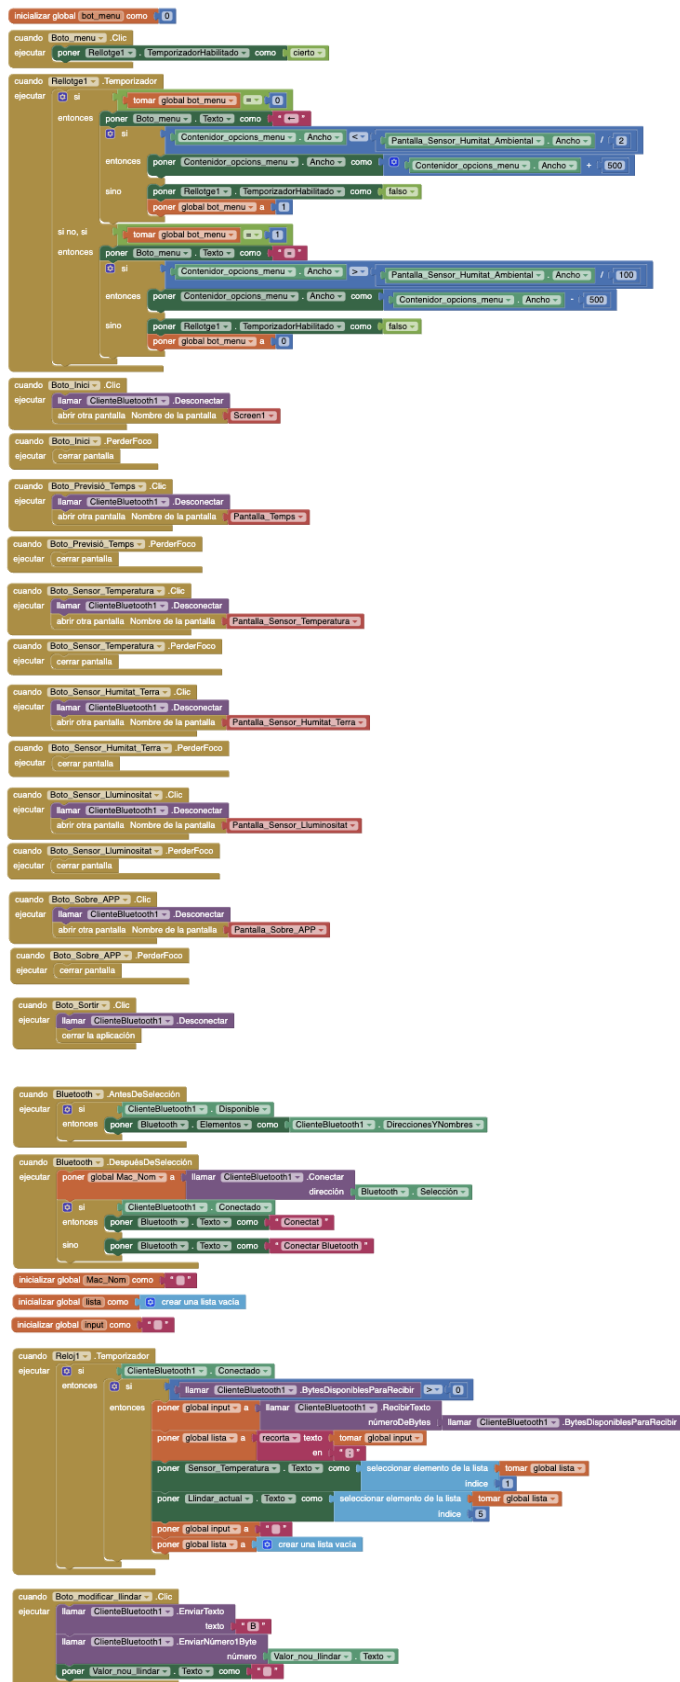 inicializar global bot_menu como 0
cuando Boto_menu .Clic
ejecutar poner Rellotge1 . TemporizadorHabilitado como cierto
cuando Rellotge1 .Temporizador
ejecutar si tomar global bot_menu = 0
entonces poner Boto_menu . Texto como " ← "
si Contenidor_opcions_menu . Ancho < Pantalla_Sensor_Humitat_Ambiental . Ancho / 2
entonces poner Contenidor_opcions_menu . Ancho como Contenidor_opcions_menu . Ancho + 500
sino poner Rellotge1 . TemporizadorHabilitado como falso
poner global bot_menu a 1
si no, si tomar global bot_menu = 1
entonces poner Boto_menu . Texto como " ≡ "
si Contenidor_opcions_menu . Ancho > Pantalla_Sensor_Humitat_Ambiental . Ancho / 100
entonces poner Contenidor_opcions_menu . Ancho como Contenidor_opcions_menu . Ancho - 500
sino poner Rellotge1 . TemporizadorHabilitado como falso
poner global bot_menu a 0
cuando Boto_Inici .Clic
ejecutar llamar ClienteBluetooth1 .Desconectar
abrir otra pantalla Nombre de la pantalla Screen1
cuando Boto_Inici .PerderFoco
ejecutar cerrar pantalla
cuando Boto_Previsió_Temps .Clic
ejecutar llamar ClienteBluetooth1 .Desconectar
abrir otra pantalla Nombre de la pantalla Pantalla_Temps
cuando Boto_Previsió_Temps .PerderFoco
ejecutar cerrar pantalla
cuando Boto_Sensor_Temperatura .Clic
ejecutar llamar ClienteBluetooth1 .Desconectar
abrir otra pantalla Nombre de la pantalla Pantalla_Sensor_Temperatura
cuando Boto_Sensor_Temperatura .PerderFoco
ejecutar cerrar pantalla
cuando Boto_Sensor_Humitat_Terra .Clic
ejecutar llamar ClienteBluetooth1 .Desconectar
abrir otra pantalla Nombre de la pantalla Pantalla_Sensor_Humitat_Terra
cuando Boto_Sensor_Humitat_Terra .PerderFoco
ejecutar cerrar pantalla
cuando Boto_Sensor_Lluminositat .Clic
ejecutar llamar ClienteBluetooth1 .Desconectar
abrir otra pantalla Nombre de la pantalla Pantalla_Sensor_Lluminositat
cuando Boto_Sensor_Lluminositat .PerderFoco
ejecutar cerrar pantalla
cuando Boto_Sobre_APP .Clic
ejecutar llamar ClienteBluetooth1 .Desconectar
abrir otra pantalla Nombre de la pantalla Pantalla_Sobre_APP
cuando Boto_Sobre_APP .PerderFoco
ejecutar cerrar pantalla
cuando Boto_Sortir .Clic
ejecutar llamar ClienteBluetooth1 .Desconectar
cerrar la aplicación
cuando Bluetooth .AntesDeSelección
ejecutar si ClienteBluetooth1 . Disponible
entonces poner Bluetooth . Elementos como ClienteBluetooth1 . DireccionesYNombres
cuando Bluetooth .DespuésDeSelección
ejecutar poner global Mac_Nom a llamar ClienteBluetooth1 .Conectar
dirección Bluetooth . Selección
si ClienteBluetooth1 . Conectado
entonces poner Bluetooth . Texto como " Conectat "
sino poner Bluetooth . Texto como " Conectar Bluetooth "
inicializar global Mac_Nom como " "
inicializar global lista como crear una lista vacía
inicializar global input como " "
cuando Reloj1 .Temporizador
ejecutar si ClienteBluetooth1 . Conectado
entonces si llamar ClienteBluetooth1 .BytesDisponiblesParaRecibir > 0
entonces poner global input a llamar ClienteBluetooth1 .RecibirTexto
númeroDeBytes llamar ClienteBluetooth1 .BytesDisponiblesParaRecibir
poner global lista a recorta texto tomar global input
en " ; "
poner Sensor_Temperatura . Texto como seleccionar elemento de la lista tomar global lista
índice 1
poner Llindar_actual . Texto como seleccionar elemento de la lista tomar global lista
índice 5
poner global input a " "
poner global lista a crear una lista vacía
cuando Boto_modificar_llindar .Clic
ejecutar llamar ClienteBluetooth1 .EnviarTexto
texto " B "
llamar ClienteBluetooth1 .EnviarNúmero1Byte
número Valor_nou_llindar . Texto
poner Valor_nou_llindar . Texto como " "